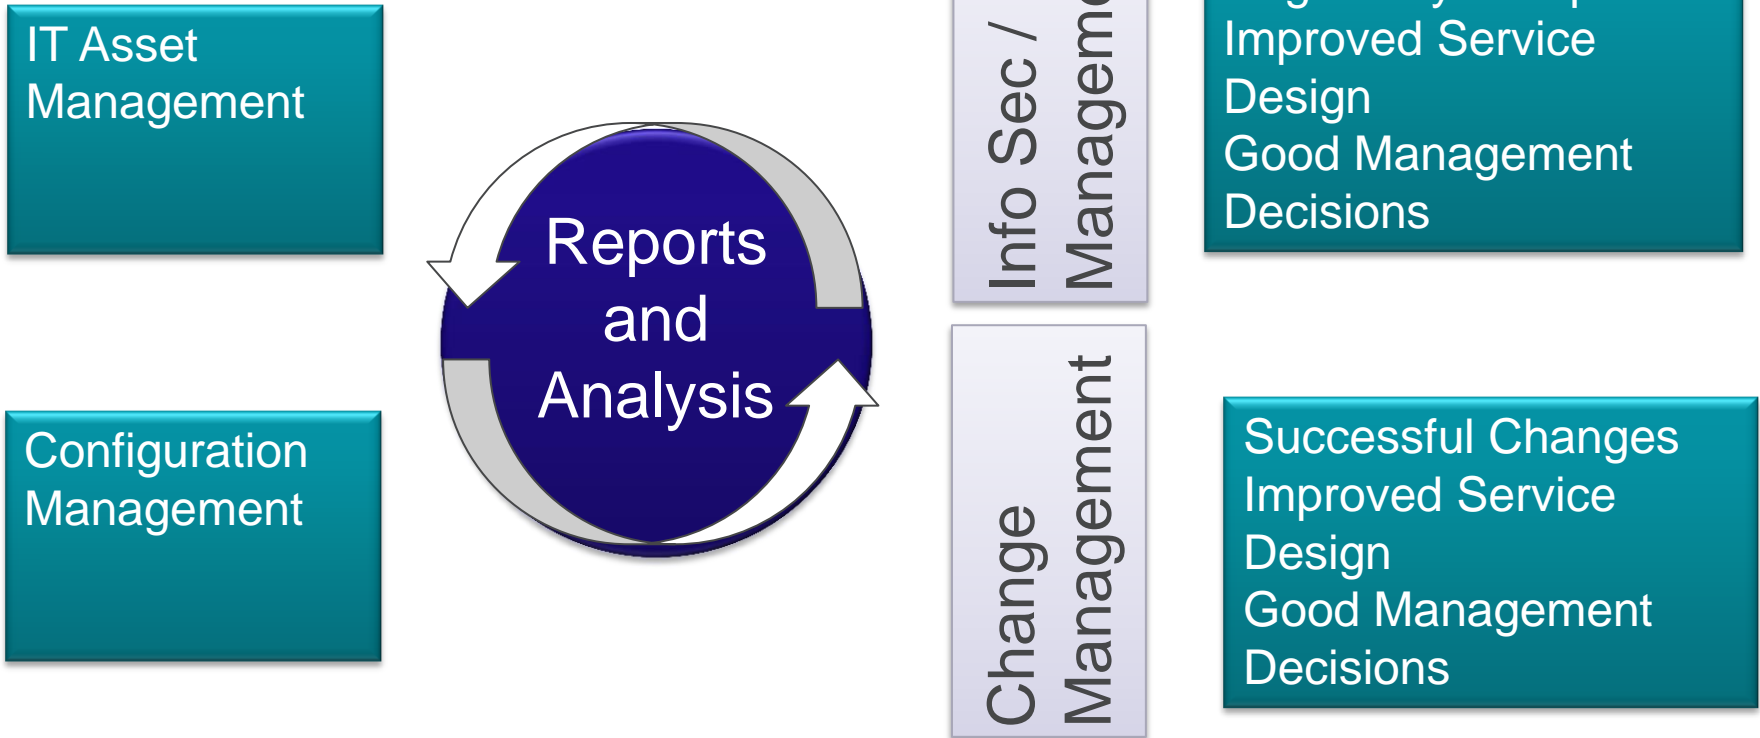 IT Asset
Management
Configuration
Management
Reports
and
Analysis
Info Sec /
Change
Management
Improved Service
Design
Good Management
Decisions
Successful Changes
Improved Service
Design
Good Management
Decisions